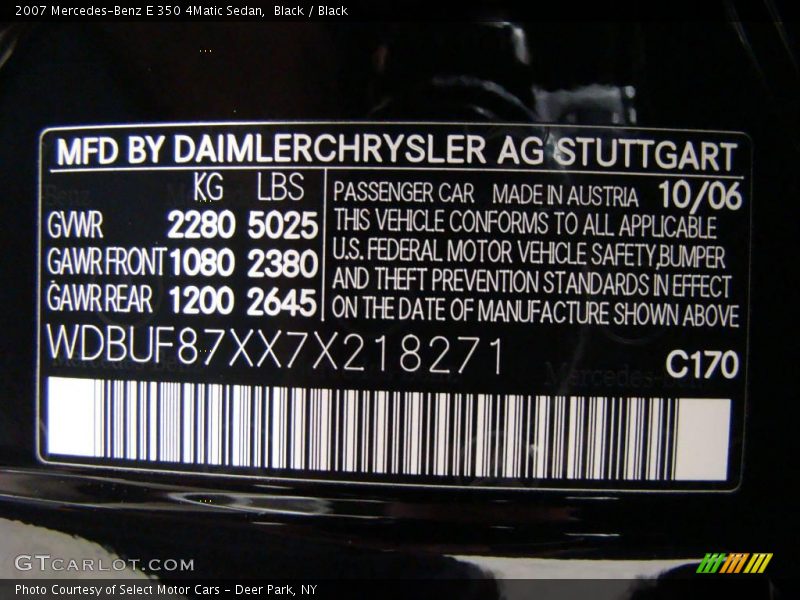 2007 Mercedes-Benz E 350 4Matic Sedan,  Black / Black
MFD BY DAIMLERCHRYSLER AG STUTTGART
KG LBS
GVWR 2280 5025
GAWR FRONT 1080 2380
GAWR REAR 1200 2645
PASSENGER CAR MADE IN AUSTRIA 10/06
THIS VEHICLE CONFORMS TO ALL APPLICABLE
U.S. FEDERAL MOTOR VEHICLE SAFETY,BUMPER
AND THEFT PREVENTION STANDARDS IN EFFECT
ON THE DATE OF MANUFACTURE SHOWN ABOVE
WDBUF87XX7X218271
C170
Mercedes-Benz
GTCARLOT.COM
Photo Courtesy of Select Motor Cars - Deer Park, NY